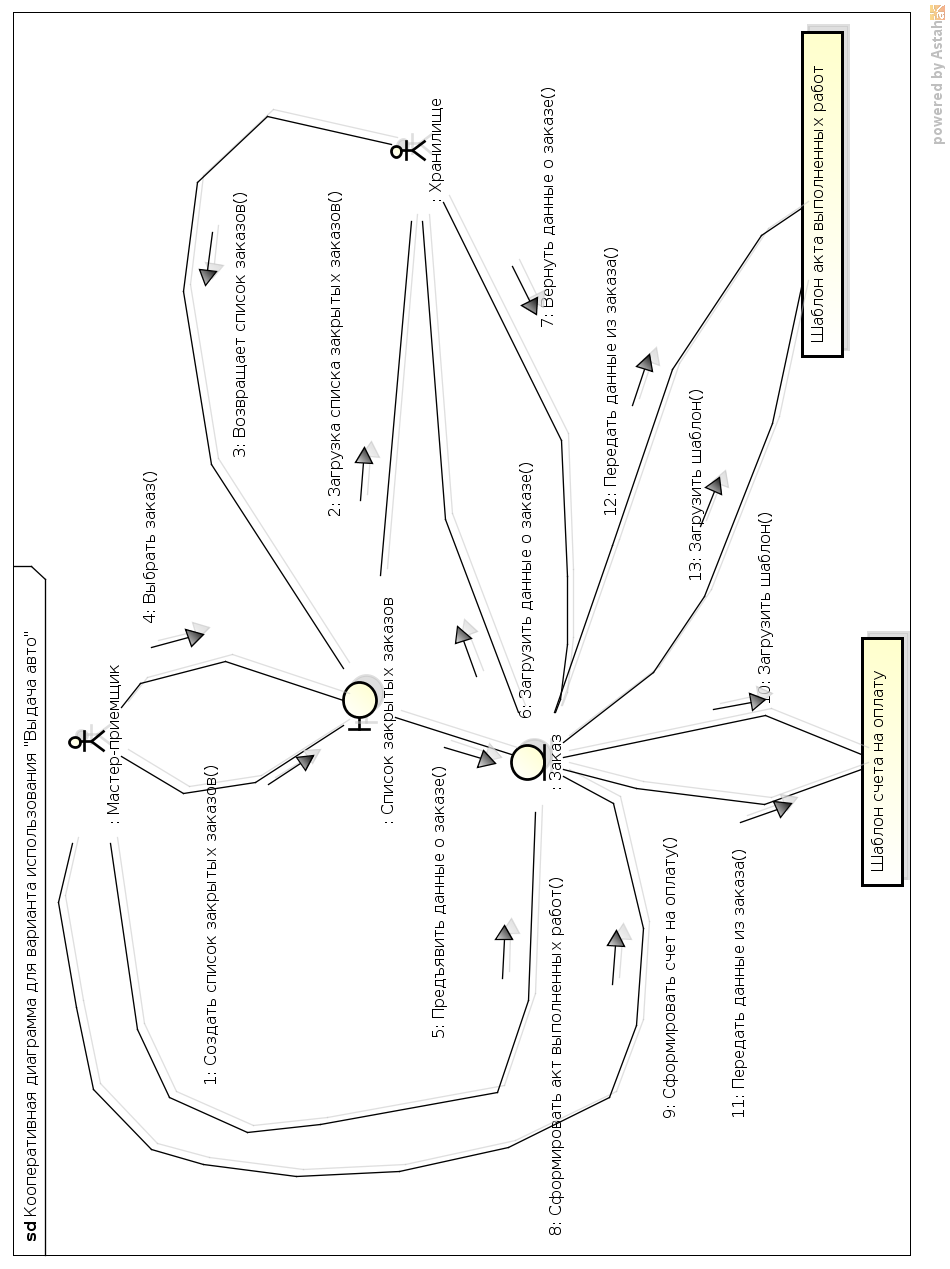 sd Кооперативная диаграмма для варианта использования "Выдача авто"
: Мастер-приемщик
4: Выбрать заказ()
1: Создать список закрытых заказов()
3: Возвращает список заказов()
2: Загрузка списка закрытых заказов()
: Список закрытых заказов
: Хранилище
5: Предъявить данные о заказе()
6: Загрузить данные о заказе()
7: Вернуть данные о заказе()
: Заказ
8: Сформировать акт выполненных работ()
12: Передать данные из заказа()
9: Сформировать счет на оплату()
13: Загрузить шаблон()
11: Передать данные из заказа()
10: Загрузить шаблон()
Шаблон акта выполненных работ
Шаблон счета на оплату
powered by Astah